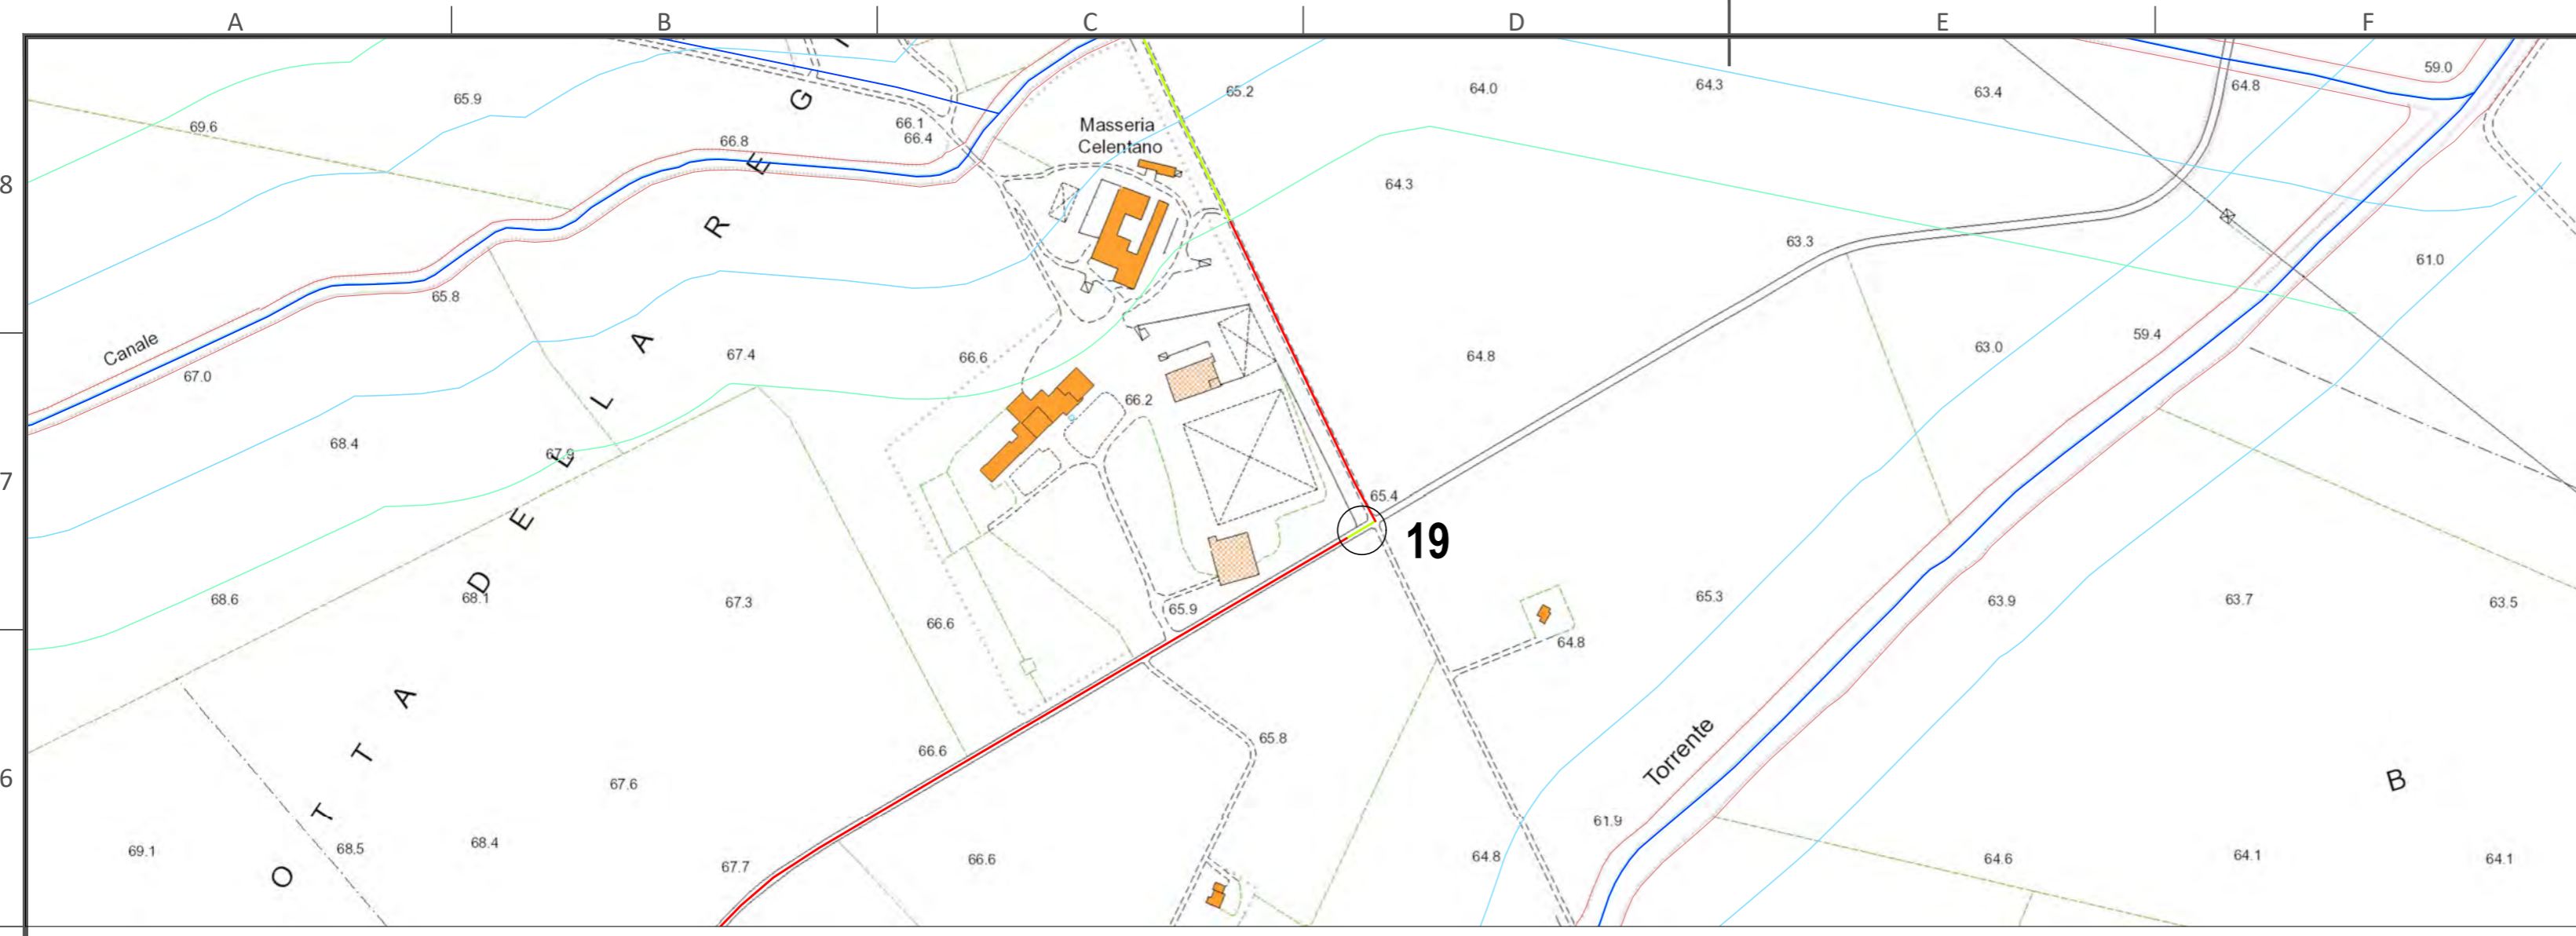 A B C D E F
59.0
65.9 65.2 64.0 64.3 63.4 64.8
G
69.6 66.1 Masseria
66.8 66.4 Celentano
E
8 64.3
R
63.3 61.0
65.8
Canale A 67.4 66.6 64.8 63.0 59.4
67.0
L 66.2
68.4 67.9 L
7 65.4
E 19
D
68.6 68.1 67.3 66.6 65.9 65.3 63.9 63.7 63.5
64.8
A
T 66.6 65.8 Torrente
6 67.6 B
T 61.9
69.1 68.5 68.4 67.7 66.6 64.8 64.6 64.1 64.1
O